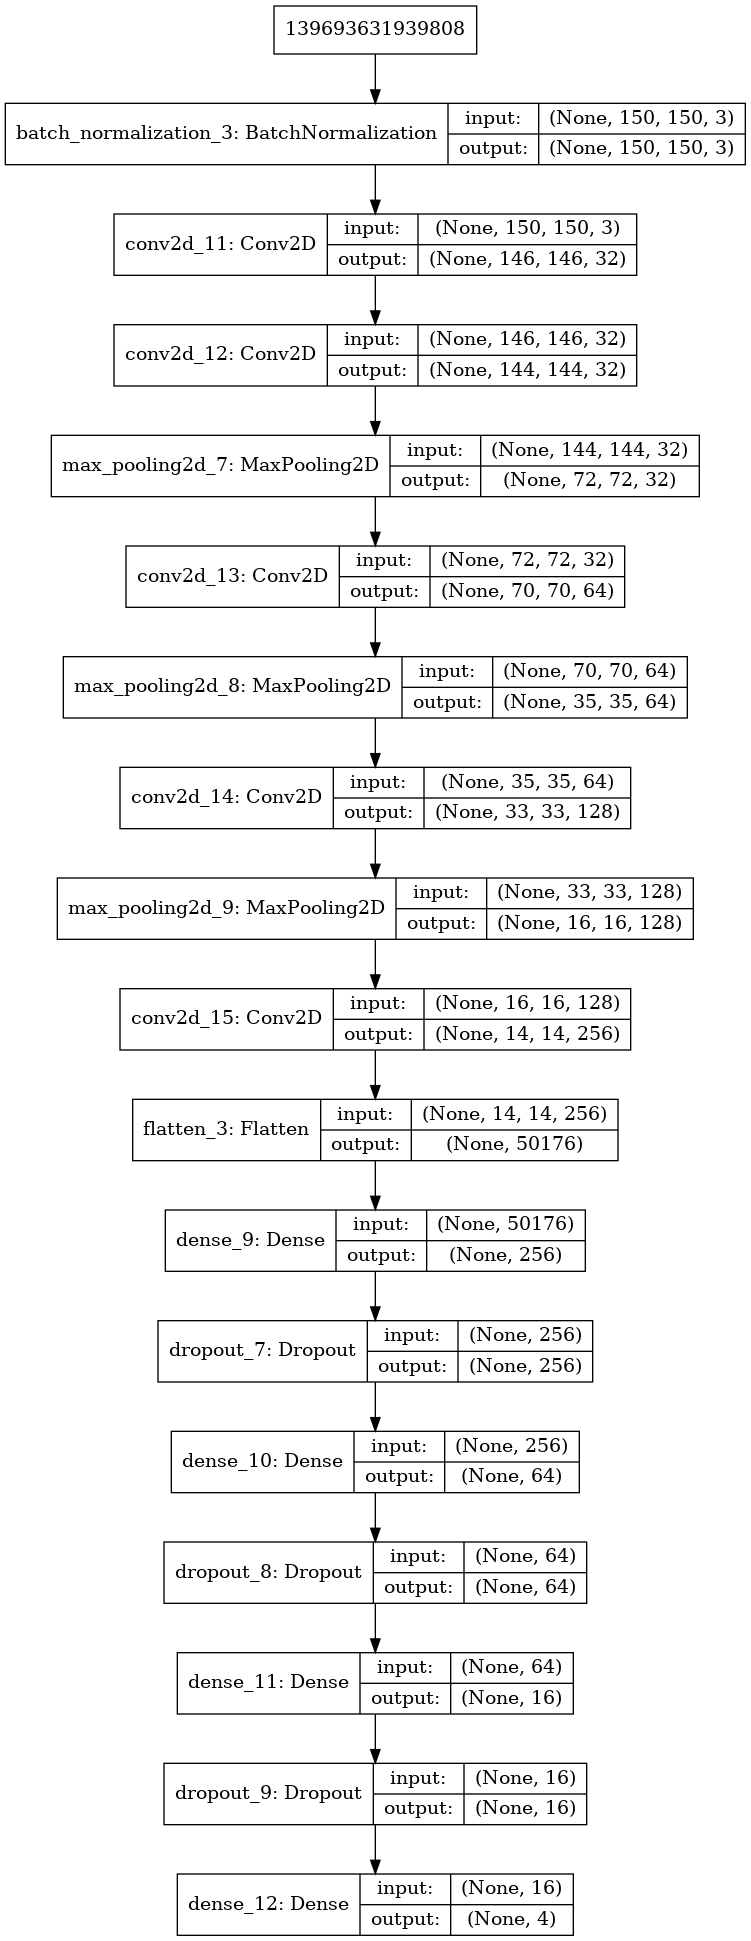 139693631939808
batch_normalization_3: BatchNormalization
input:
(None, 150, 150, 3)
output:
(None, 150, 150, 3)
conv2d_11: Conv2D
input:
(None, 150, 150, 3)
output:
(None, 146, 146, 32)
conv2d_12: Conv2D
input:
(None, 146, 146, 32)
output:
(None, 144, 144, 32)
max_pooling2d_7: MaxPooling2D
input:
(None, 144, 144, 32)
output:
(None, 72, 72, 32)
conv2d_13: Conv2D
input:
(None, 72, 72, 32)
output:
(None, 70, 70, 64)
max_pooling2d_8: MaxPooling2D
input:
(None, 70, 70, 64)
output:
(None, 35, 35, 64)
conv2d_14: Conv2D
input:
(None, 35, 35, 64)
output:
(None, 33, 33, 128)
max_pooling2d_9: MaxPooling2D
input:
(None, 33, 33, 128)
output:
(None, 16, 16, 128)
conv2d_15: Conv2D
input:
(None, 16, 16, 128)
output:
(None, 14, 14, 256)
flatten_3: Flatten
input:
(None, 14, 14, 256)
output:
(None, 50176)
dense_9: Dense
input:
(None, 50176)
output:
(None, 256)
dropout_7: Dropout
input:
(None, 256)
output:
(None, 256)
dense_10: Dense
input:
(None, 256)
output:
(None, 64)
dropout_8: Dropout
input:
(None, 64)
output:
(None, 64)
dense_11: Dense
input:
(None, 64)
output:
(None, 16)
dropout_9: Dropout
input:
(None, 16)
output:
(None, 16)
dense_12: Dense
input:
(None, 16)
output:
(None, 4)